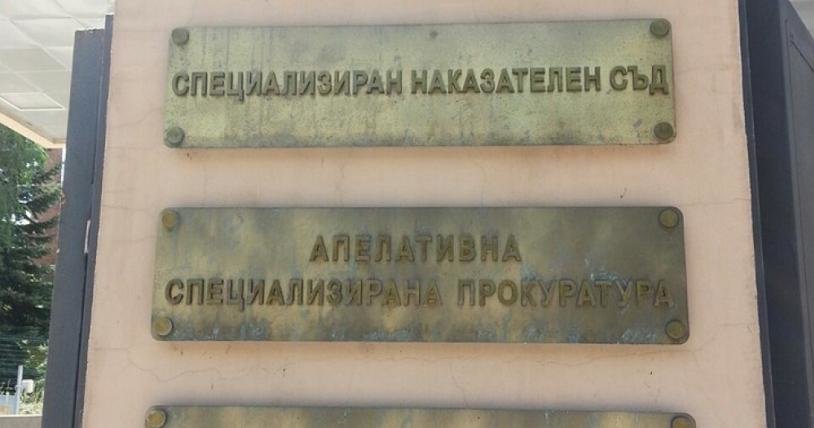 СПЕЦИАЛИЗИРАН НАКАЗАТЕЛЕН СЪД
АПЕЛАТИВНА
СПЕЦИАЛИЗИРАНА ПРОКУРАТУРА